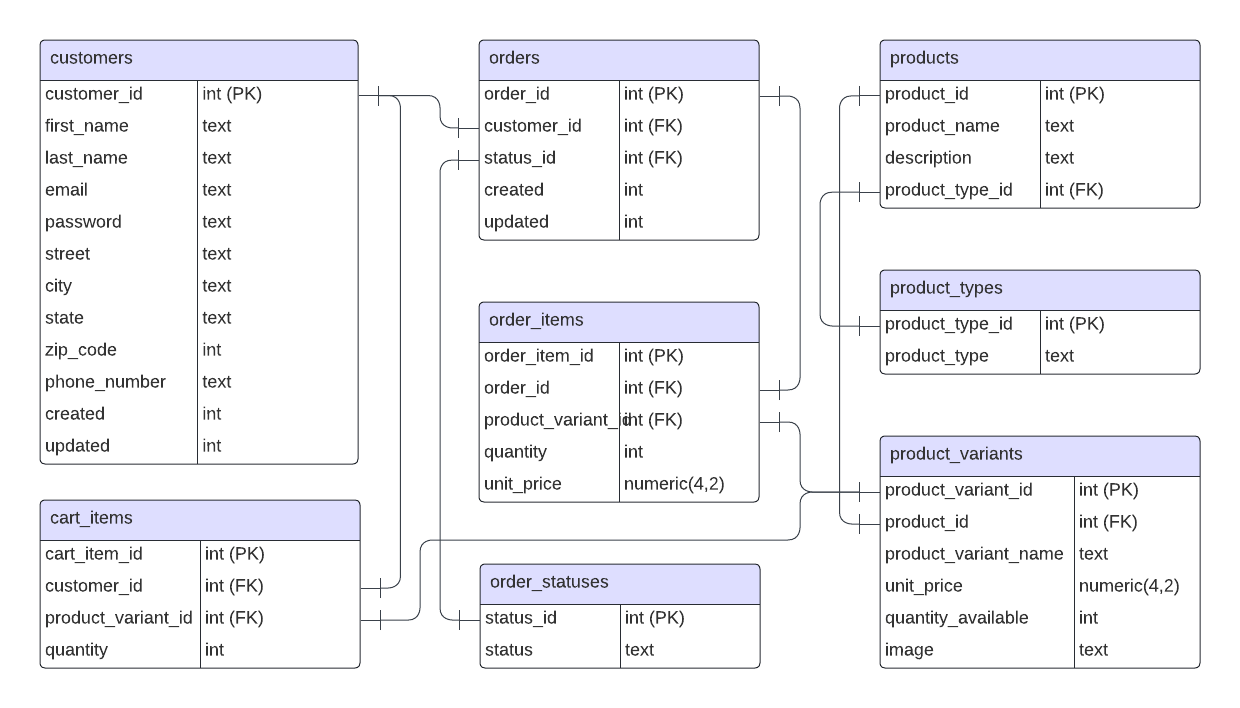 customers
customer_id int (PK)
first_name text
last_name text
email text
password text
street text
city text
state text
zip_code int
phone_number text
created int
updated int
cart_items
cart_item_id int (PK)
customer_id int (FK)
product_variant_id int (FK)
quantity int
orders
order_id int (PK)
customer_id int (FK)
status_id int (FK)
created int
updated int
order_items
order_item_id int (PK)
order_id int (FK)
product_variant_id int (FK)
quantity int
unit_price numeric(4,2)
order_statuses
status_id int (PK)
status text
products
product_id int (PK)
product_name text
description text
product_type_id int (FK)
product_types
product_type_id int (PK)
product_type text
product_variants
product_variant_id int (PK)
product_id int (FK)
product_variant_name text
unit_price numeric(4,2)
quantity_available int
image text